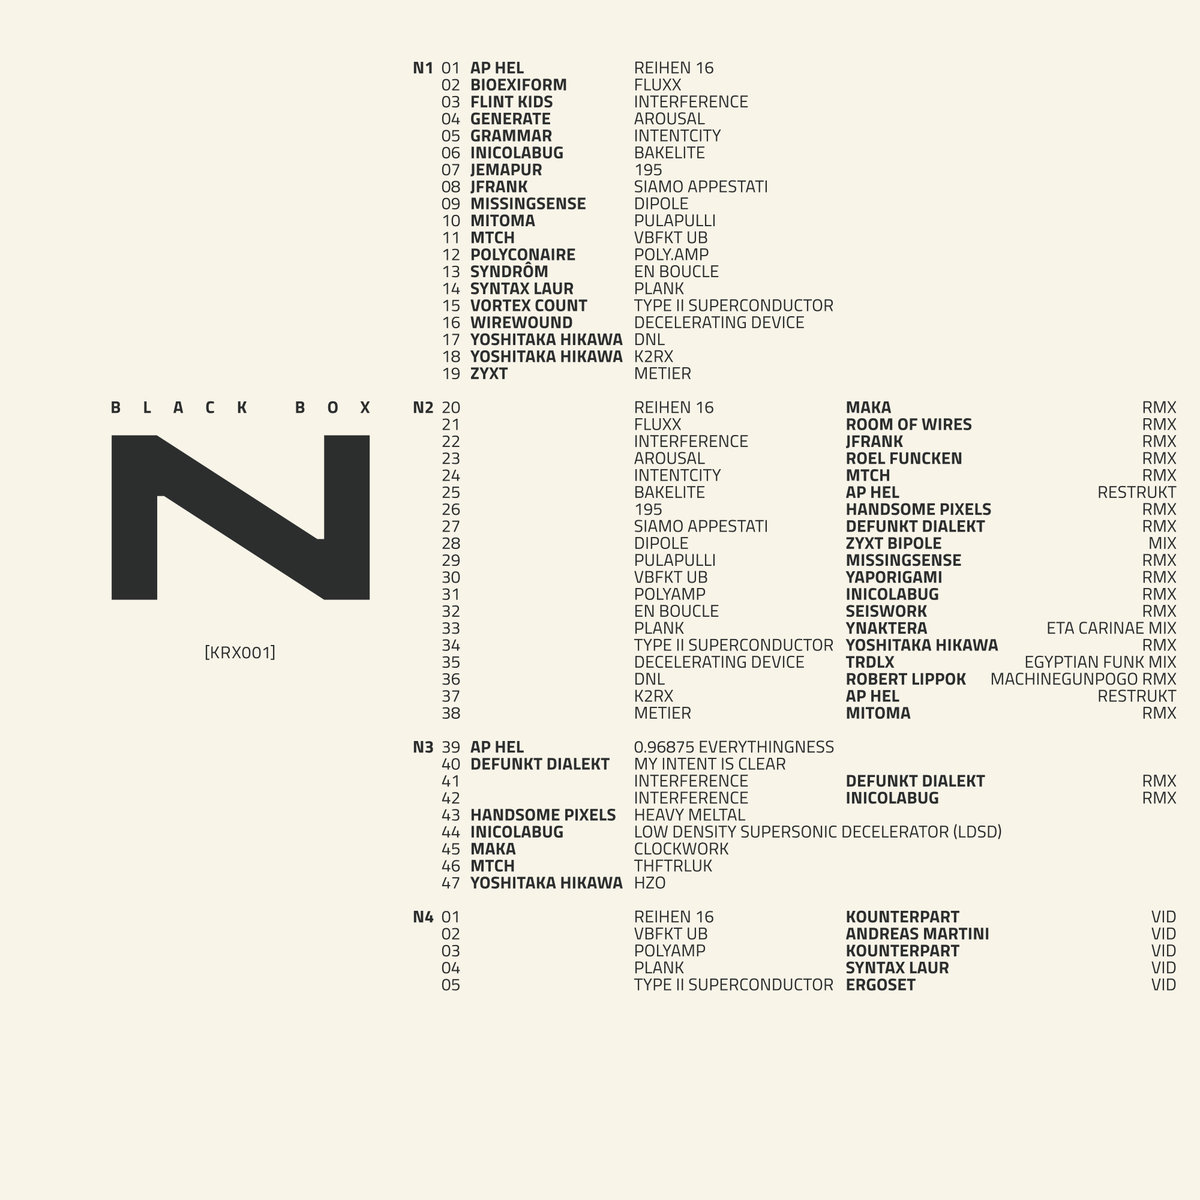 N1 01 AP HEL REIHEN 16
02 BIOEXIFORM FLUXX
03 FLINT KIDS INTERFERENCE
04 GENERATE AROUSAL
05 GRAMMAR INTENTCITY
06 INICOLABUG BAKELITE
07 JEMAPUR 195
08 JFRANK SIAMO APPESTATI
09 MISSINGSENSE DIPOLE
10 MITOMA PULAPULLI
11 MTCH VBFKT UB
12 POLYCONAIRE POLY.AMP
13 SYNDRÔM EN BOUCLE
14 SYNTAX LAUR PLANK
15 VORTEX COUNT TYPE II SUPERCONDUCTOR
16 WIREWOUND DECELERATING DEVICE
17 YOSHITAKA HIKAWA DNL
18 YOSHITAKA HIKAWA K2RX
19 ZYXT METIER
BLACK BOX
N
[KRX001]
N2 20 REIHEN 16 MAKA RMX
21 FLUXX ROOM OF WIRES RMX
22 INTERFERENCE JFRANK RMX
23 AROUSAL ROEL FUNCKEN RMX
24 INTENTCITY MTCH RMX
25 BAKELITE AP HEL RESTRUKT
26 195 HANDSOME PIXELS RMX
27 SIAMO APPESTATI DEFUNKT DIALEKT RMX
28 DIPOLE ZYXT BIPOLE MIX
29 PULAPULLI MISSINGSENSE RMX
30 VBFKT UB YAPORIGAMI RMX
31 POLYAMP INICOLABUG RMX
32 EN BOUCLE SEISWORK RMX
33 PLANK YNAKTERA ETA CARINAE MIX
34 TYPE II SUPERCONDUCTOR YOSHITAKA HIKAWA RMX
35 DECELERATING DEVICE TRDLX EGYPTIAN FUNK MIX
36 DNL ROBERT LIPPOK MACHINEGUNPOGO RMX
37 K2RX AP HEL RESTRUKT
38 METIER MITOMA RMX
N3 39 AP HEL 0.96875 EVERYTHINGNESS
40 DEFUNKT DIALEKT MY INTENT IS CLEAR
41 INTERFERENCE DEFUNKT DIALEKT RMX
42 INTERFERENCE INICOLABUG RMX
43 HANDSOME PIXELS HEAVY MELTAL
44 INICOLABUG LOW DENSITY SUPERSONIC DECELERATOR (LDSD)
45 MAKA CLOCKWORK
46 MTCH THFTRLUK
47 YOSHITAKA HIKAWA HZO
N4 01 REIHEN 16 KOUNTERPART VID
02 VBFKT UB ANDREAS MARTINI VID
03 POLYAMP KOUNTERPART VID
04 PLANK SYNTAX LAUR VID
05 TYPE II SUPERCONDUCTOR ERGOSET VID